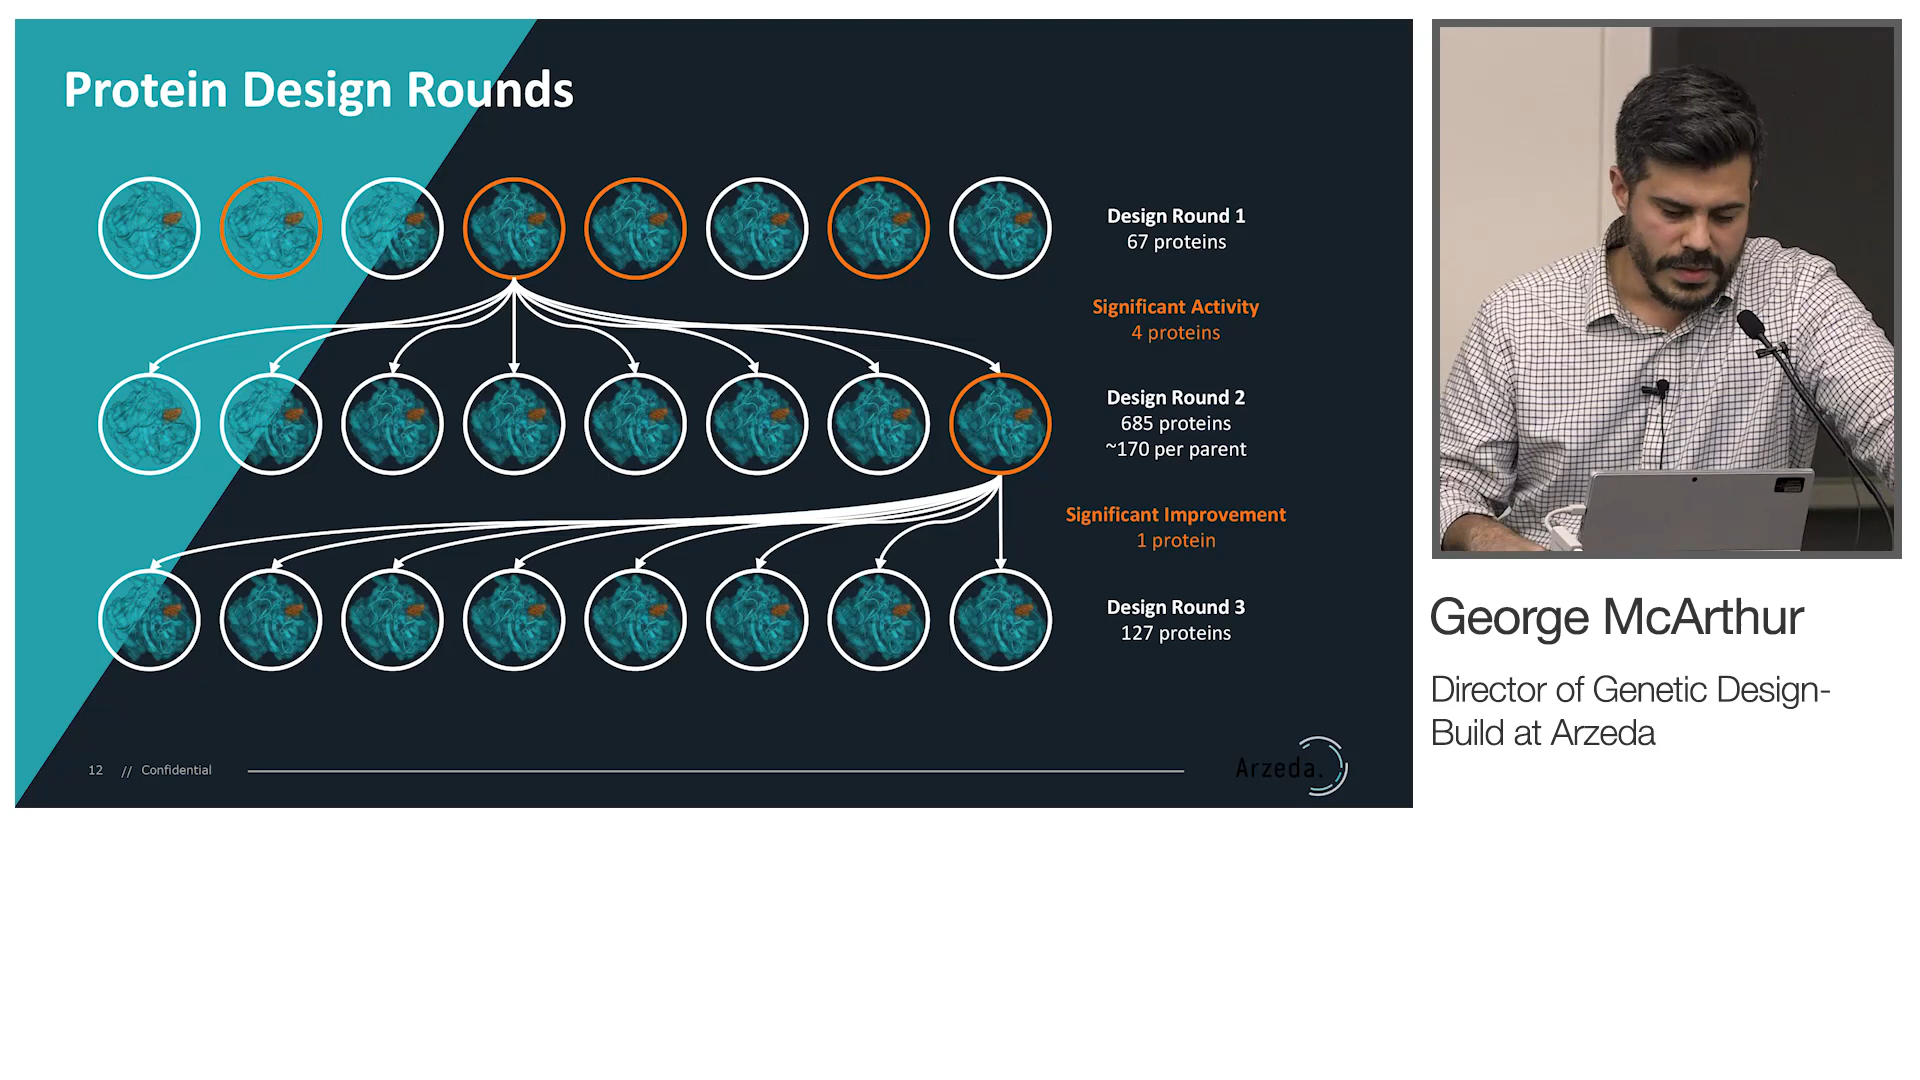 Protein Design Rounds
Design Round 1
67 proteins
Significant Activity
4 proteins
Design Round 2
685 proteins
~170 per parent
Significant Improvement
1 protein
Design Round 3
127 proteins
12 // Confidential
Arzeda.
George McArthur
Director of Genetic Design-
Build at Arzeda